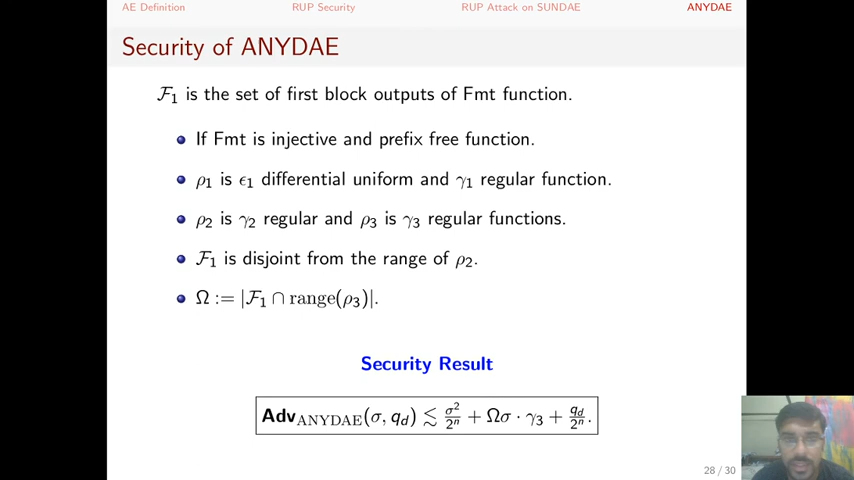 AE Definition RUP Security RUP Attack on SUNDAE ANYDAE
Security of ANYDAE
ℱ₁ is the set of first block outputs of Fmt function.
If Fmt is injective and prefix free function.
ρ₁ is ϵ₁ differential uniform and γ₁ regular function.
ρ₂ is γ₂ regular and ρ₃ is γ₃ regular functions.
ℱ₁ is disjoint from the range of ρ₂.
Ω := |ℱ₁ ∩ range(ρ₃)|.
Security Result
Adv_ANYDAE(σ, q_d) ≲ σ²/2ⁿ + Ωσ · γ₃ + q_d/2ⁿ.
28 / 30